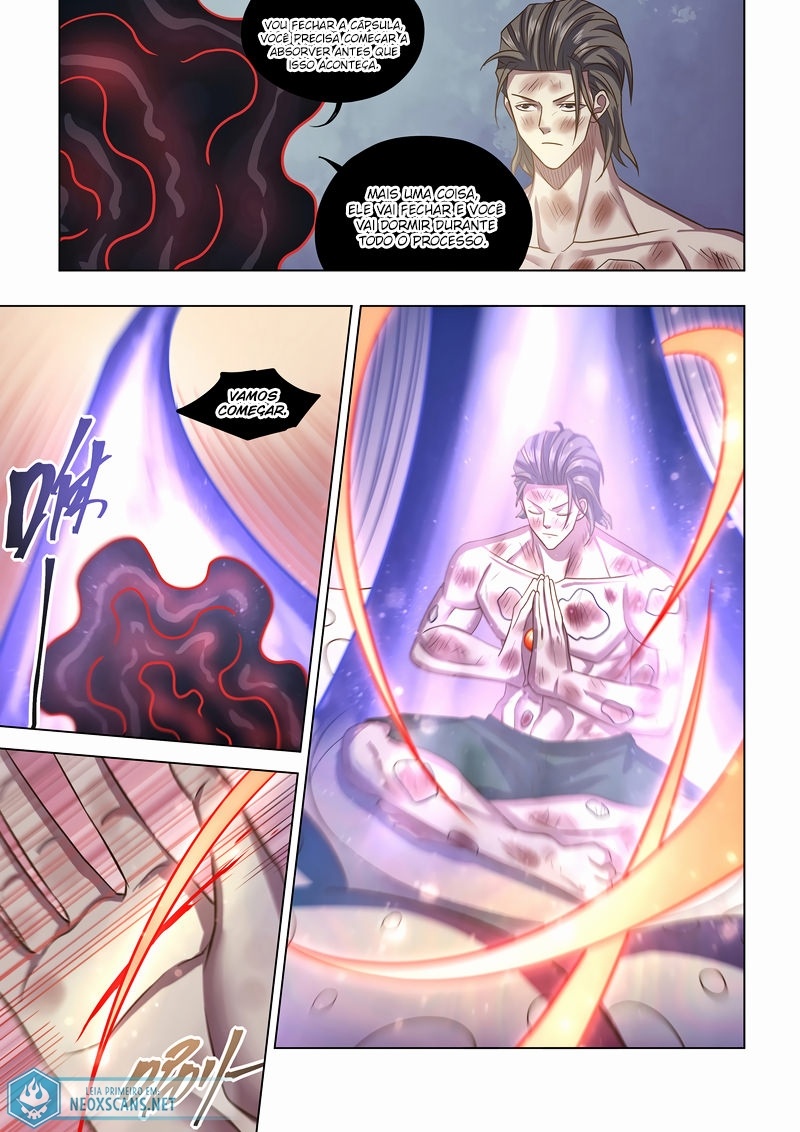 VOU FECHAR A CÁPSULA,
VOCÊ PRECISA COMEÇAR A
ABSORVER ANTES QUE
ISSO ACONTEÇA.
MAIS UMA COISA,
ELE VAI FECHAR E VOCÊ
VAI DORMIR DURANTE
TODO O PROCESSO.
VAMOS
COMEÇAR.
LEIA PRIMEIRO EM:
NEOXSCANS.NET